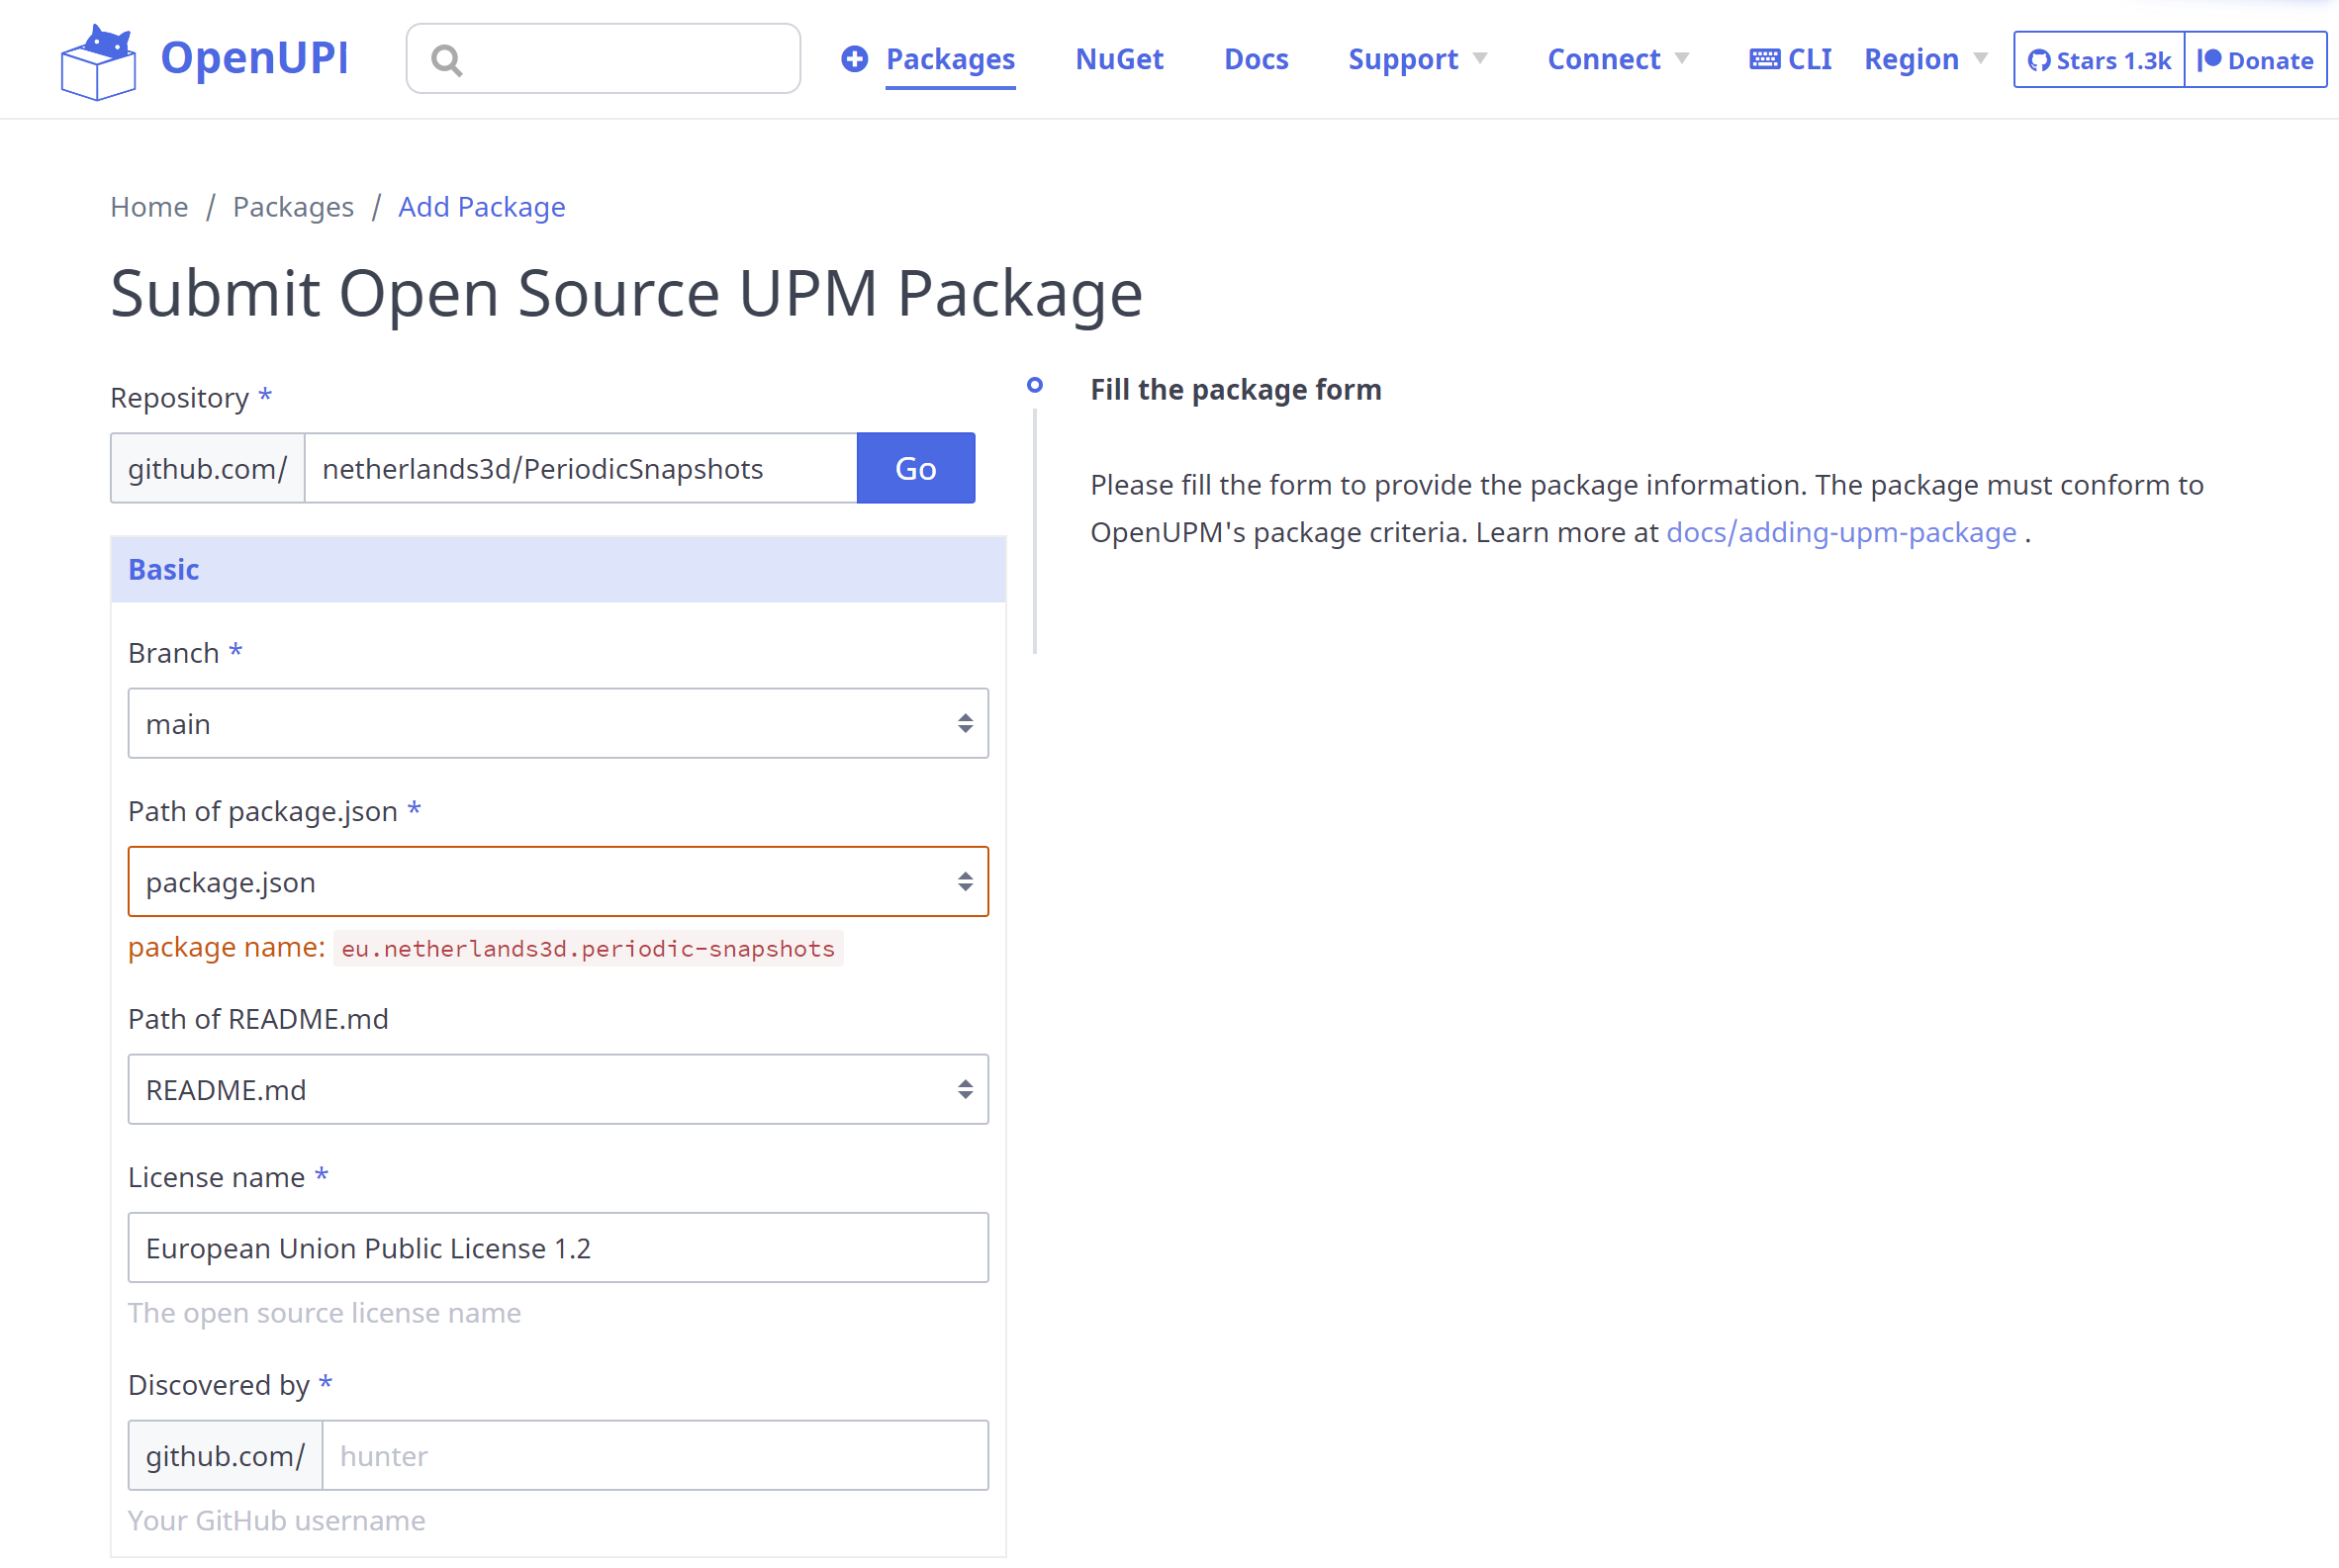 OpenUPI
Packages
NuGet
Docs
Support
Connect
CLI
Region
Stars 1.3k
Donate
Home / Packages / Add Package
Submit Open Source UPM Package
Repository *
github.com/ netherlands3d/PeriodicSnapshots Go
Fill the package form
Please fill the form to provide the package information. The package must conform to
OpenUPM's package criteria. Learn more at docs/adding-upm-package .
Basic
Branch *
main
Path of package.json *
package.json
package name: eu.netherlands3d.periodic-snapshots
Path of README.md
README.md
License name *
European Union Public License 1.2
The open source license name
Discovered by *
github.com/ hunter
Your GitHub username